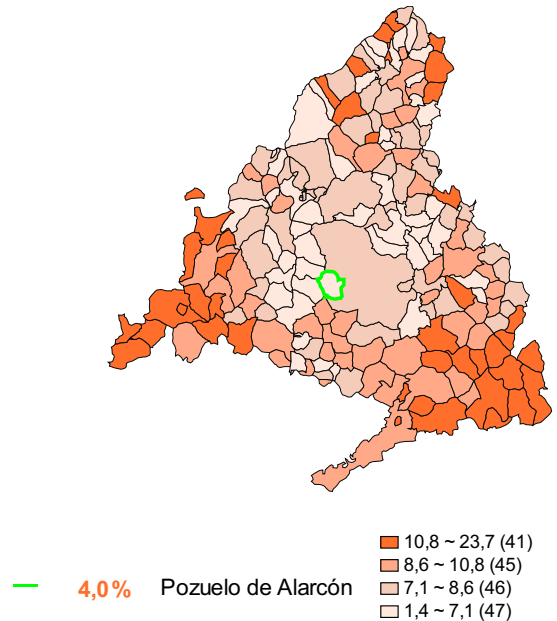 10,8 ~ 23,7 (41)
8,6 ~ 10,8 (45)
7,1 ~ 8,6 (46)
1,4 ~ 7,1 (47)
4,0% Pozuelo de Alarcón